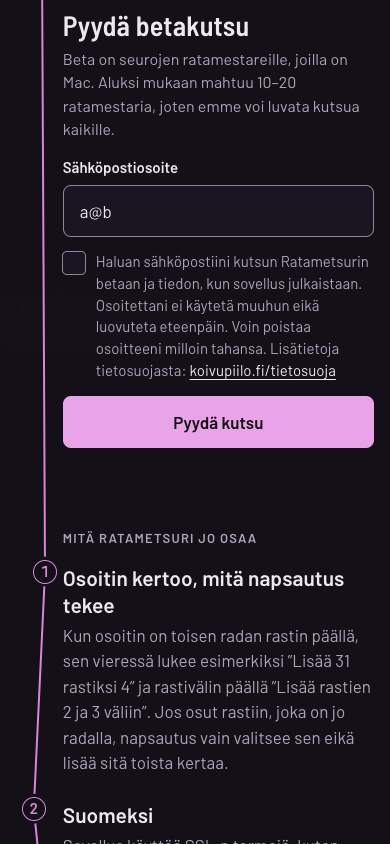 Pyydä betakutsu
Beta on seurojen ratamestareille, joilla on
Mac. Aluksi mukaan mahtuu 10–20
ratamestaria, joten emme voi luvata kutsua
kaikille.
Sähköpostiosoite
a@b
Haluan sähköpostiini kutsun Ratametsurin
betaan ja tiedon, kun sovellus julkaistaan.
Osoitettani ei käytetä muuhun eikä
luovuteta eteenpäin. Voin poistaa
osoitteeni milloin tahansa. Lisätietoja
tietosuojasta: koivupiilo.fi/tietosuoja
Pyydä kutsu
MITÄ RATAMETSURI JO OSAA
1 Osoitin kertoo, mitä napsautus
tekee
Kun osoitin on toisen radan rastin päällä,
sen vieressä lukee esimerkiksi ”Lisää 31
rastiksi 4” ja rastivälin päällä ”Lisää rastien
2 ja 3 väliin”. Jos osut rastiin, joka on jo
radalla, napsautus vain valitsee sen eikä
lisää sitä toista kertaa.
2 Suomeksi